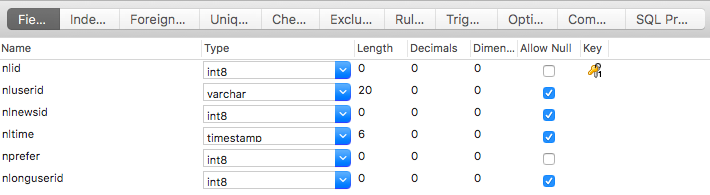 Fie... Inde... Foreign... Uniq... Che... Exclu... Rul... Trig... Opti... Com... SQL Pr...
Name Type Length Decimals Dimen... Allow Null Key
nlid int8 0 0 0 1
nluserid varchar 20 0 0
nlnewsid int8 0 0 0
nltime timestamp 6 0 0
nprefer int8 0 0 0
nlonguserid int8 0 0 0